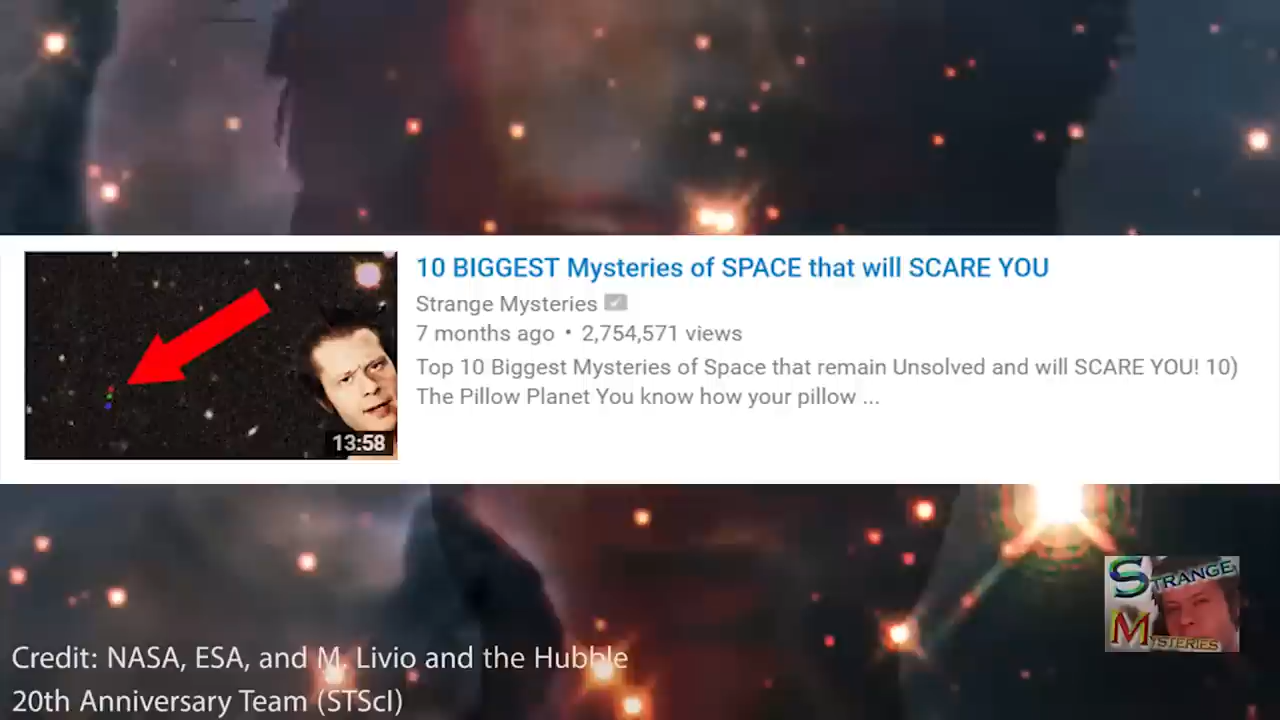 10 BIGGEST Mysteries of SPACE that will SCARE YOU
Strange Mysteries
7 months ago • 2,754,571 views
Top 10 Biggest Mysteries of Space that remain Unsolved and will SCARE YOU! 10)
The Pillow Planet You know how your pillow ...
13:58
STRANGE
MYSTERIES
Credit: NASA, ESA, and M. Livio and the Hubble
20th Anniversary Team (STScI)